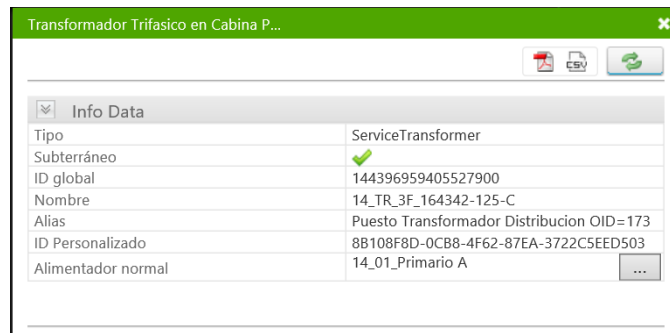 Transformador Trifasico en Cabina P...
CSV
Info Data
Tipo ServiceTransformer
Subterráneo
ID global 144396959405527900
Nombre 14_TR_3F_164342-125-C
Alias Puesto Transformador Distribucion OID=173
ID Personalizado 8B108F8D-0CB8-4F62-87EA-3722C5EED503
Alimentador normal 14_01_Primario A ...